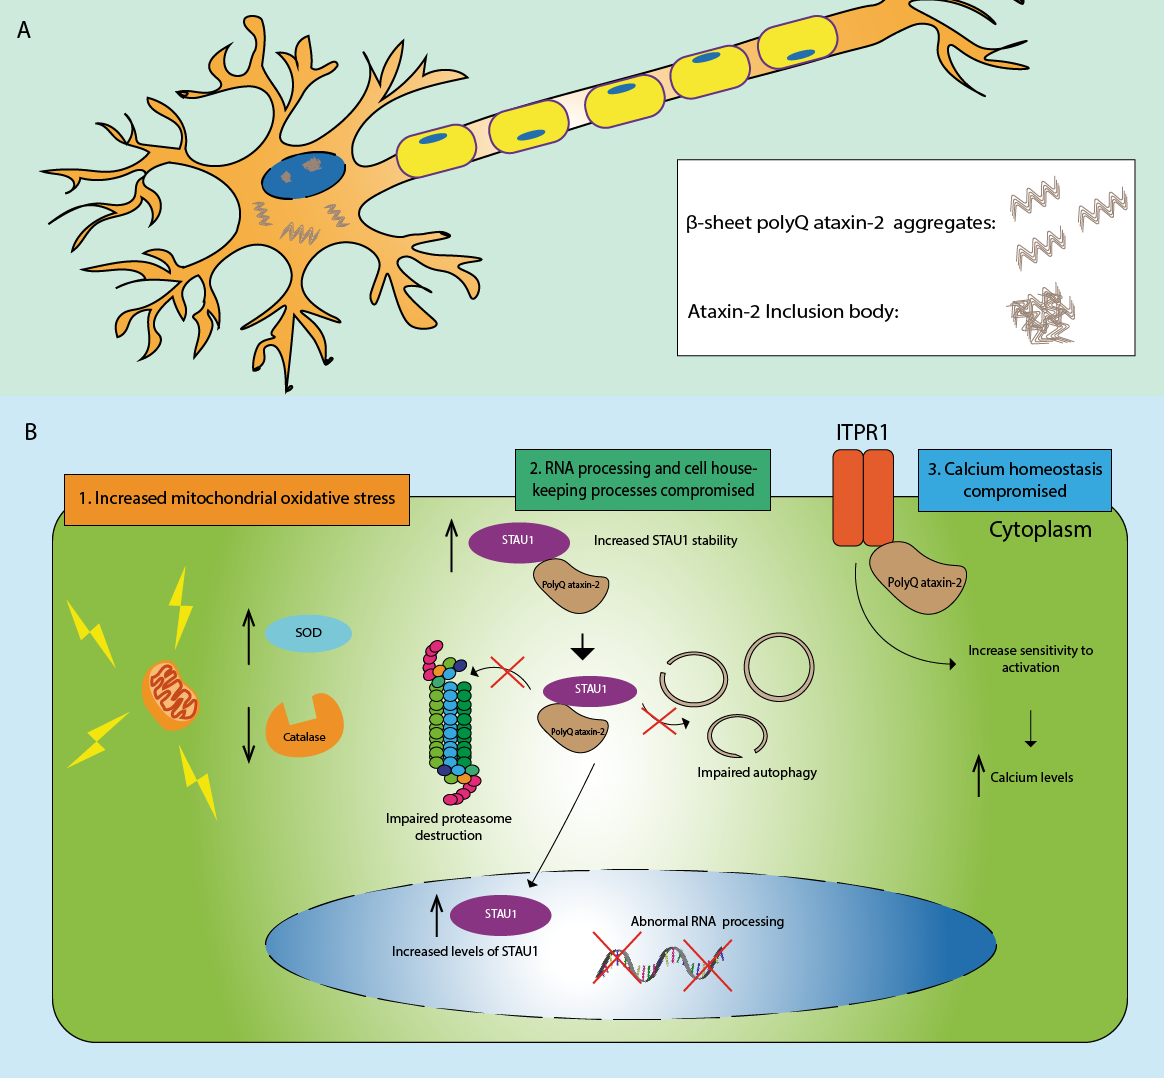 A
β-sheet polyQ ataxin-2  aggregates:
Ataxin-2 Inclusion body:
B
ITPR1
1. Increased mitochondrial oxidative stress
2. RNA processing and cell house-
keeping processes compromised
3. Calcium homeostasis
compromised
Cytoplasm
STAU1
Increased STAU1 stability
PolyQ ataxin-2
PolyQ ataxin-2
SOD
Increase sensitivity to
activation
STAU1
PolyQ ataxin-2
Catalase
Impaired autophagy
Calcium levels
Impaired proteasome
destruction
STAU1
Increased levels of STAU1
Abnormal RNA  processing